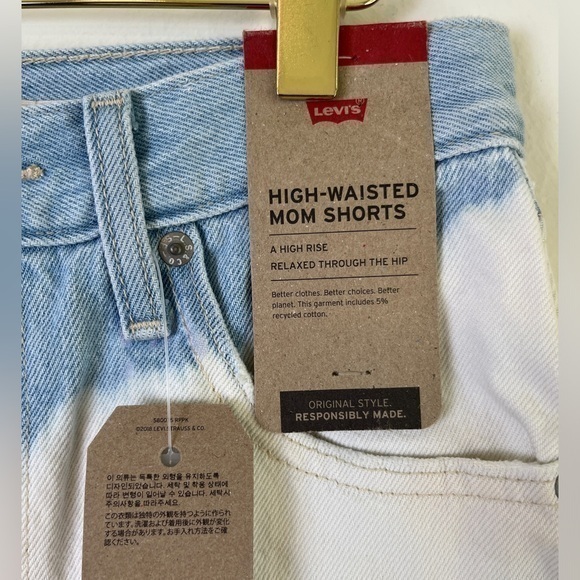 Levi's
HIGH-WAISTED
MOM SHORTS
A HIGH RISE
RELAXED THROUGH THE HIP
Better clothes. Better choices. Better
planet. This garment includes 5%
recycled cotton.
ORIGINAL STYLE.
RESPONSIBLY MADE.
©2018 LEVI STRAUSS & CO.
이 의류는 독특한 외형을 유지하도록
디자인되었습니다. 세탁 및 착용 상태에
따라 변형이 일어날 수 있습니다. 세탁시
주의사항을 따라주세요.
この衣類は独特の外観を持つように作られ
ています。洗濯および着用後に外観が変化
する場合があります。お手入れ方法をご確
認ください。